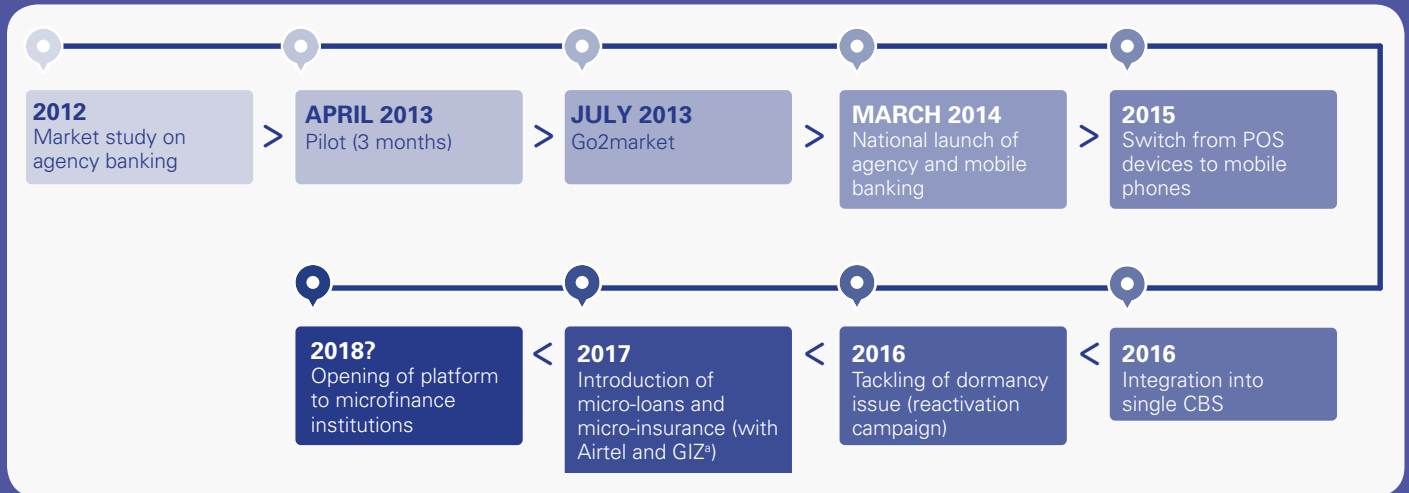 2012
Market study on
agency banking
>
APRIL 2013
Pilot (3 months)
>
JULY 2013
Go2market
>
MARCH 2014
National launch of
agency and mobile
banking
>
2015
Switch from POS
devices to mobile
phones
2016
Integration into
single CBS
<
2016
Tackling of dormancy
issue (reactivation
campaign)
<
2017
Introduction of
micro-loans and
micro-insurance (with
Airtel and GIZᵃ)
<
2018?
Opening of platform
to microfinance
institutions